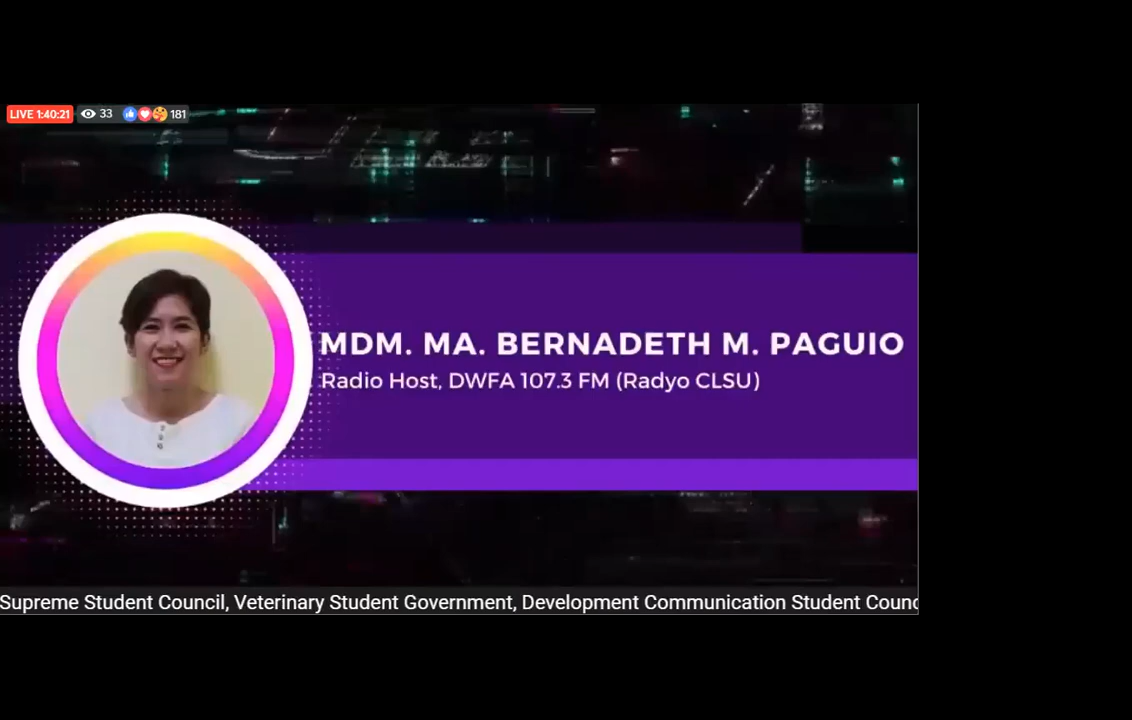 LIVE 1:40:21 33 181
MDM. MA. BERNADETH M. PAGUIO
Radio Host, DWFA 107.3 FM (Radyo CLSU)
Supreme Student Council, Veterinary Student Government, Development Communication Student Counc